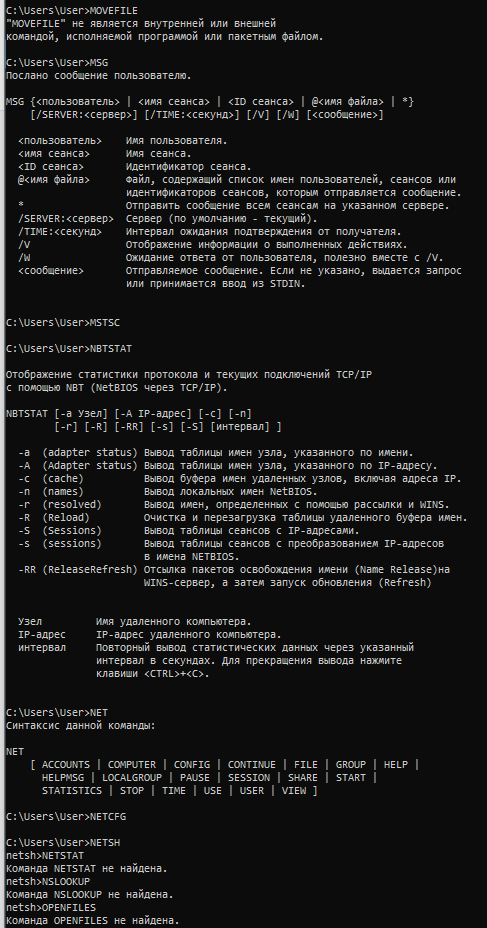 C:\Users\User>MOVEFILE
"MOVEFILE" не является внутренней или внешней
командой, исполняемой программой или пакетным файлом.
C:\Users\User>MSG
Послано сообщение пользователю.
MSG {<пользователь> | <имя сеанса> | <ID сеанса> | @<имя файла> | *}
[/SERVER:<сервер>] [/TIME:<секунд>] [/V] [/W] [<сообщение>]
<пользователь> Имя пользователя.
<имя сеанса> Имя сеанса.
<ID сеанса> Идентификатор сеанса.
@<имя файла> Файл, содержащий список имен пользователей, сеансов или
идентификаторов сеансов, которым отправляется сообщение.
* Отправить сообщение всем сеансам на указанном сервере.
/SERVER:<сервер> Сервер (по умолчанию - текущий).
/TIME:<секунд> Интервал ожидания подтверждения от получателя.
/V Отображение информации о выполненных действиях.
/W Ожидание ответа от пользователя, полезно вместе с /V.
<сообщение> Отправляемое сообщение. Если не указано, выдается запрос
или принимается ввод из STDIN.
C:\Users\User>MSTSC
C:\Users\User>NBTSTAT
Отображение статистики протокола и текущих подключений TCP/IP
с помощью NBT (NetBIOS через TCP/IP).
NBTSTAT [-a Узел] [-A IP-адрес] [-c] [-n]
[-r] [-R] [-RR] [-s] [-S] [интервал] ]
-a (adapter status) Вывод таблицы имен узла, указанного по имени.
-A (Adapter status) Вывод таблицы имен узла, указанного по IP-адресу.
-c (cache) Вывод буфера имен удаленных узлов, включая адреса IP.
-n (names) Вывод локальных имен NetBIOS.
-r (resolved) Вывод имен, определенных с помощью рассылки и WINS.
-R (Reload) Очистка и перезагрузка таблицы удаленного буфера имен.
-S (Sessions) Вывод таблицы сеансов с IP-адресами.
-s (sessions) Вывод таблицы сеансов с преобразованием IP-адресов
в имена NETBIOS.
-RR (ReleaseRefresh) Отсылка пакетов освобождения имени (Name Release)на
WINS-сервер, а затем запуск обновления (Refresh)
Узел Имя удаленного компьютера.
IP-адрес IP-адрес удаленного компьютера.
интервал Повторный вывод статистических данных через указанный
интервал в секундах. Для прекращения вывода нажмите
клавиши <CTRL>+<C>.
C:\Users\User>NET
Синтаксис данной команды:
NET
[ ACCOUNTS | COMPUTER | CONFIG | CONTINUE | FILE | GROUP | HELP |
HELPMSG | LOCALGROUP | PAUSE | SESSION | SHARE | START |
STATISTICS | STOP | TIME | USE | USER | VIEW ]
C:\Users\User>NETCFG
C:\Users\User>NETSH
netsh>NETSTAT
Команда NETSTAT не найдена.
netsh>NSLOOKUP
Команда NSLOOKUP не найдена.
netsh>OPENFILES
Команда OPENFILES не найдена.